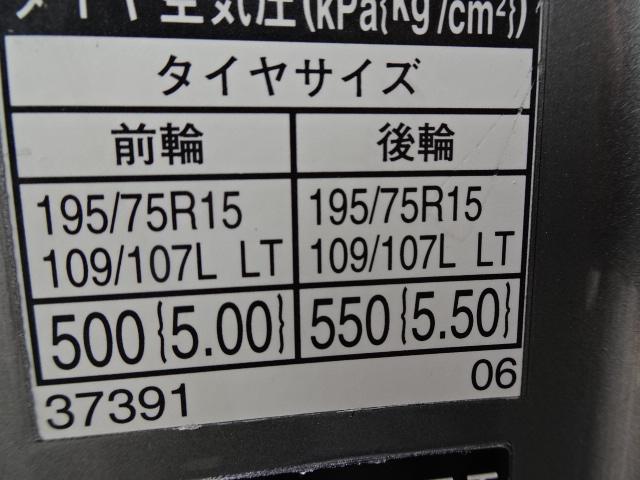 タイヤ空気圧(kPa{kg/cm²})
タイヤサイズ
前輪 後輪
195/75R15 195/75R15
109/107L LT 109/107L LT
500{5.00} 550{5.50}
37391 06